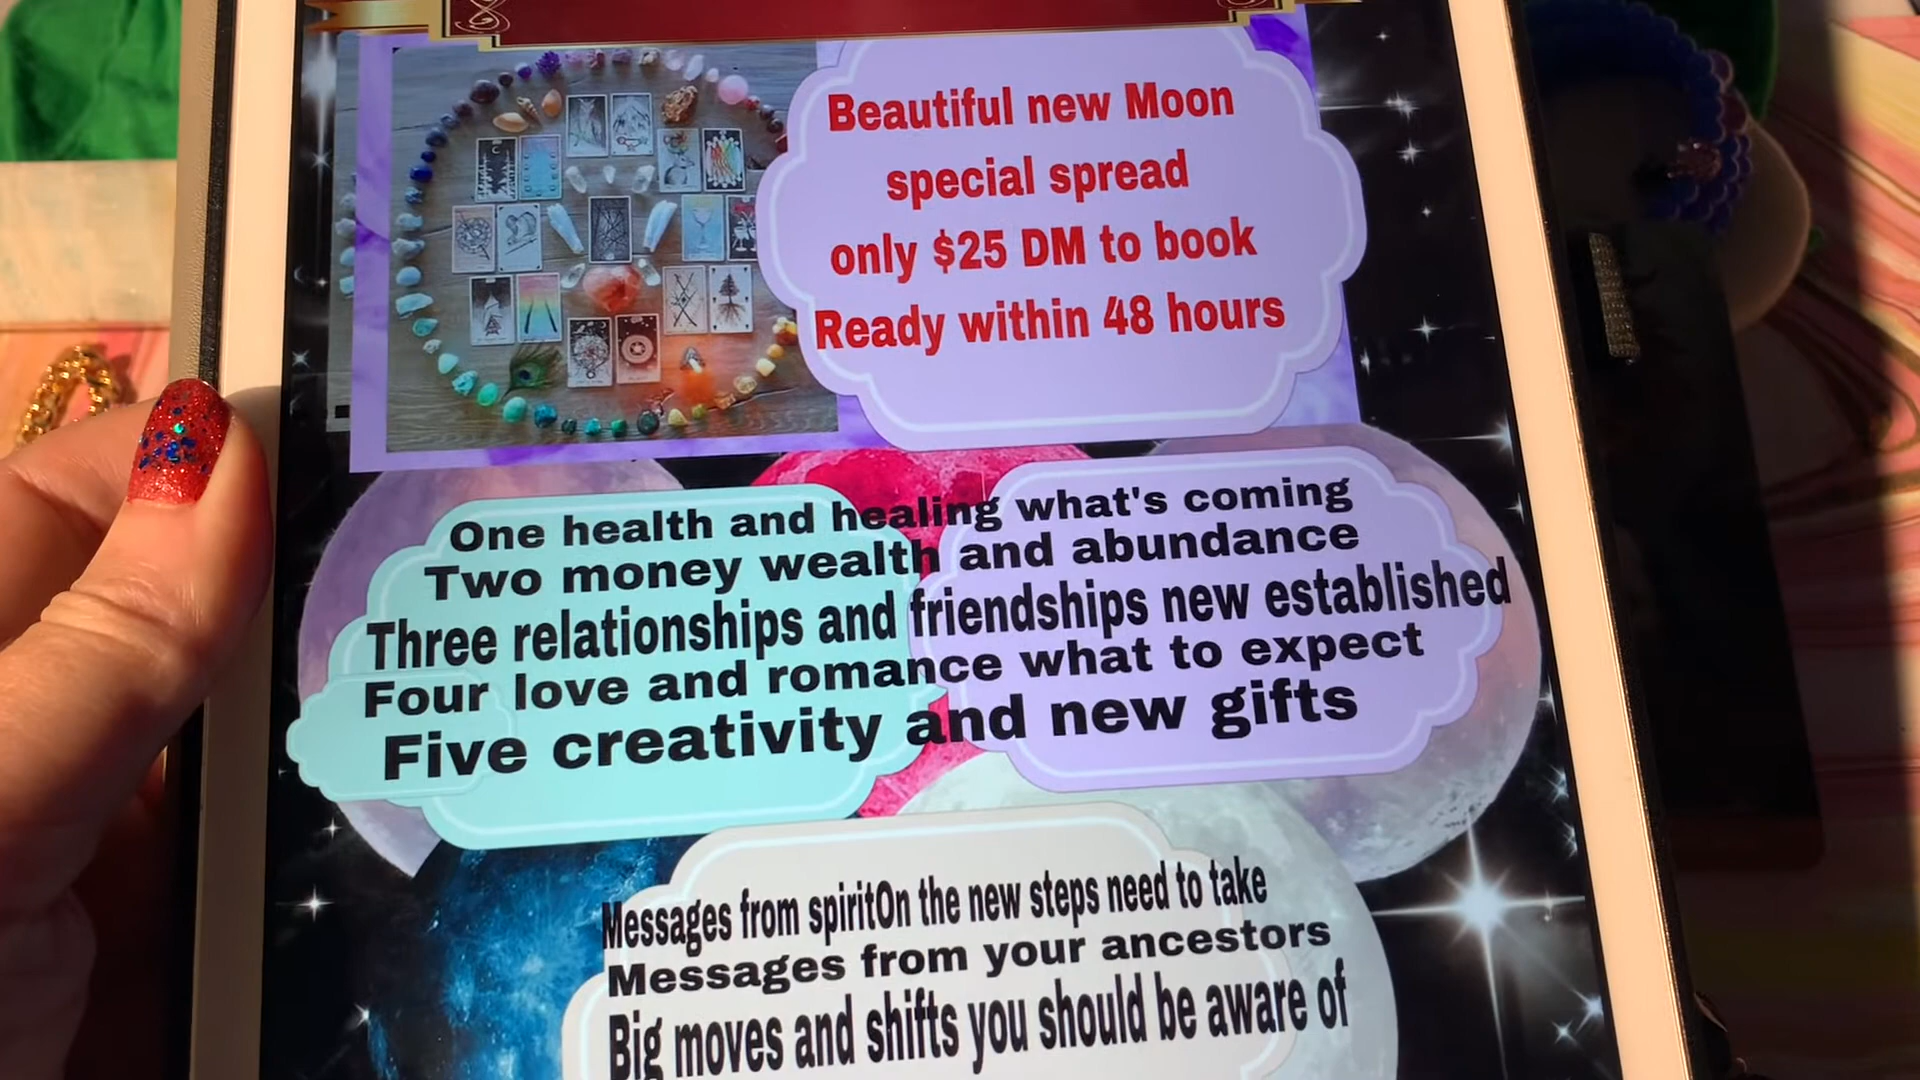 Beautiful new Moon
special spread
only $25 DM to book
Ready within 48 hours
One health and healing what's coming
Two money wealth and abundance
Three relationships and friendships new established
Four love and romance what to expect
Five creativity and new gifts
Messages from spiritOn the new steps need to take
Messages from your ancestors
Big moves and shifts you should be aware of